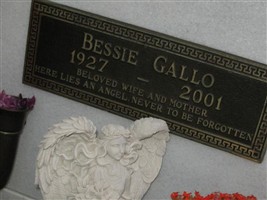 BESSIE GALLO
1927 — 2001
BELOVED WIFE AND MOTHER
HERE LIES AN ANGEL NEVER TO BE FORGOTTEN